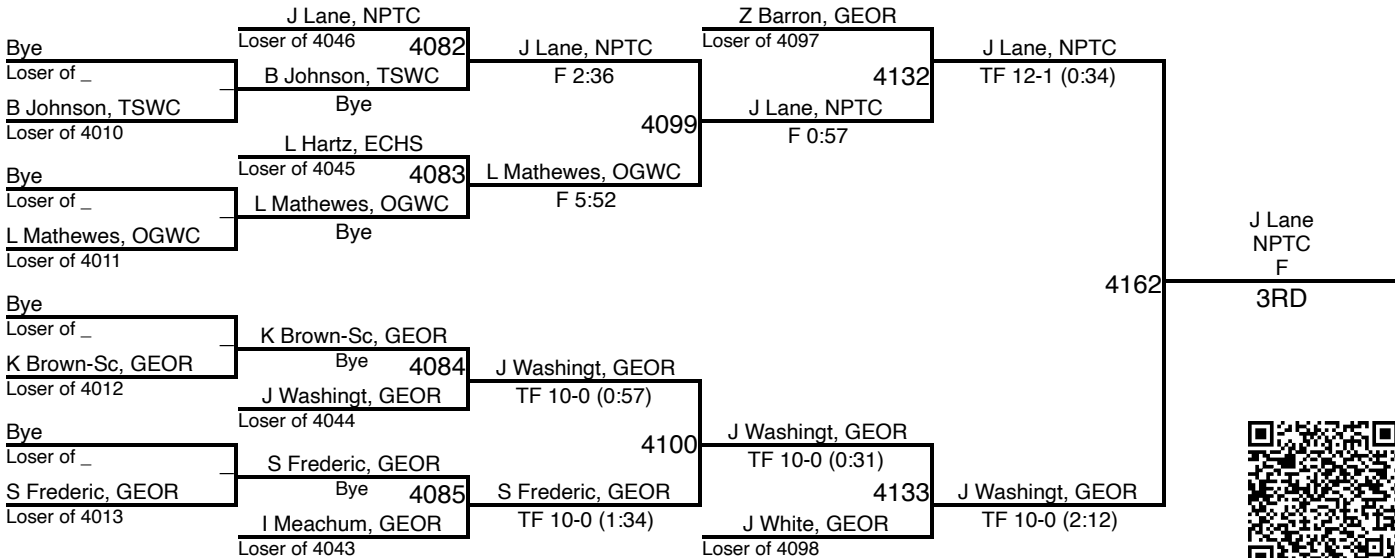 J Lane, NPTC
Loser of 4046
Bye
Loser of _
_
B Johnson, TSWC
Loser of 4010
4082
B Johnson, TSWC
Bye
J Lane, NPTC
F 2:36
L Hartz, ECHS
Loser of 4045
Bye
Loser of _
_
L Mathewes, OGWC
Loser of 4011
4083
L Mathewes, OGWC
Bye
L Mathewes, OGWC
F 5:52
4099
Z Barron, GEOR
Loser of 4097
4132
J Lane, NPTC
F 0:57
J Lane, NPTC
TF 12-1 (0:34)
Bye
Loser of _
_
K Brown-Sc, GEOR
Loser of 4012
K Brown-Sc, GEOR
Bye
4084
J Washingt, GEOR
Loser of 4044
J Washingt, GEOR
TF 10-0 (0:57)
Bye
Loser of _
_
S Frederic, GEOR
Loser of 4013
S Frederic, GEOR
Bye
4085
I Meachum, GEOR
Loser of 4043
S Frederic, GEOR
TF 10-0 (1:34)
4100
J Washingt, GEOR
TF 10-0 (0:31)
4133
J White, GEOR
Loser of 4098
J Washingt, GEOR
TF 10-0 (2:12)
4162
J Lane
NPTC
F
3RD